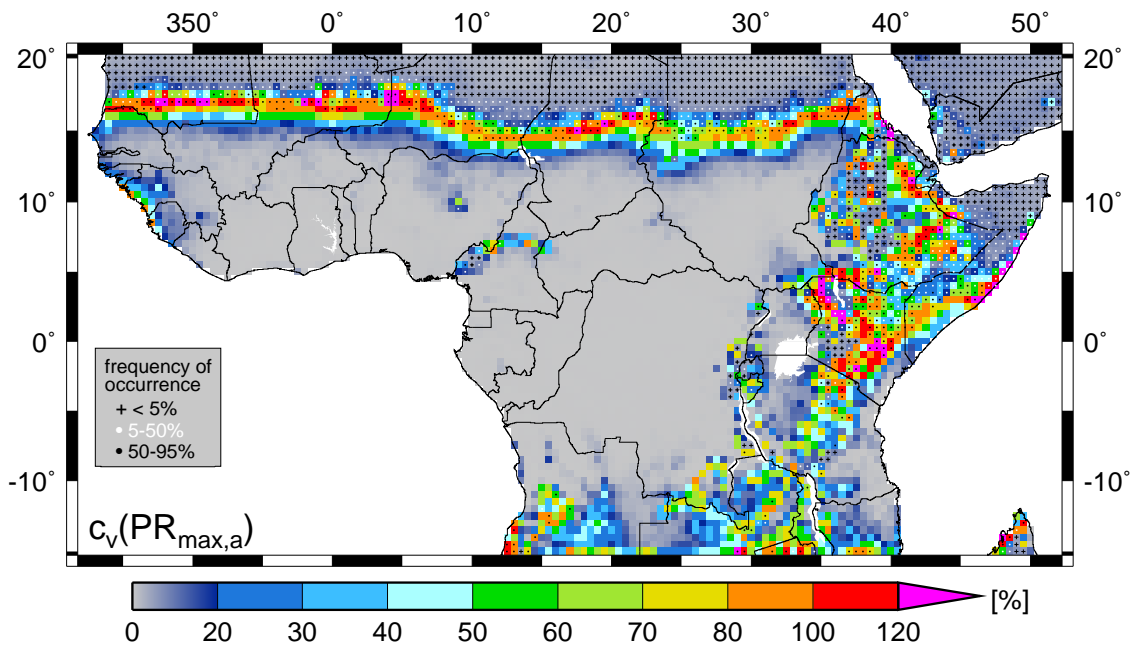 350˚ 0˚ 10˚ 20˚ 30˚ 40˚ 50˚
20˚ 20˚
10˚ 10˚
0˚ 0˚
-10˚ -10˚
frequency of
occurrence
+ < 5%
• 5-50%
• 50-95%
cv(PRmax,a)
0 20 30 40 50 60 70 80 100 120 [%]